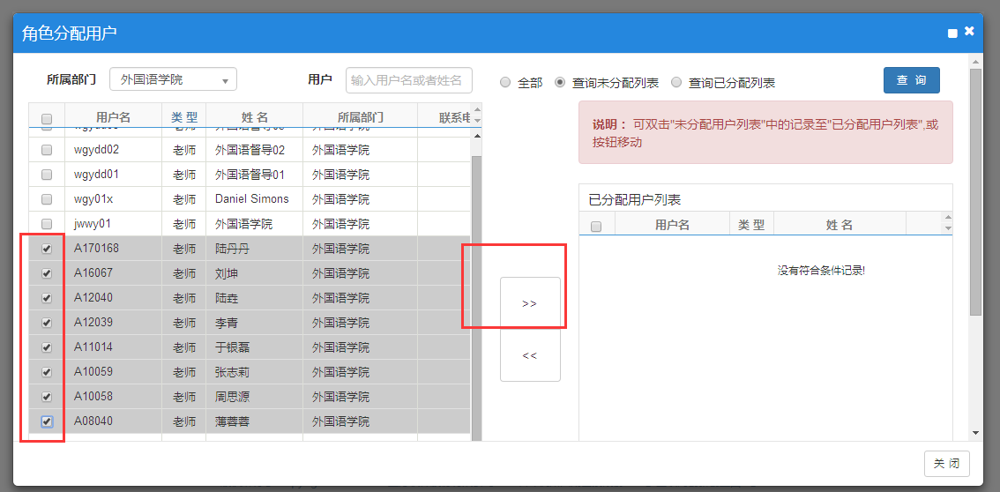 角色分配用户
所属部门 外国语学院 用户 输入用户名或者姓名 全部 查询未分配列表 查询已分配列表 查 询
用户名 类 型 姓 名 所属部门 联系电
wgydd02 老师 外国语督导02 外国语学院
wgydd01 老师 外国语督导01 外国语学院
wgy01x 老师 Daniel Simons 外国语学院
jwwy01 老师 外国语学院 外国语学院
A170168 老师 陆丹丹 外国语学院
A16067 老师 刘坤 外国语学院
A12040 老师 陆垚 外国语学院
A12039 老师 李青 外国语学院
A11014 老师 于银磊 外国语学院
A10059 老师 张志莉 外国语学院
A10058 老师 周思源 外国语学院
A08040 老师 薄蓉蓉 外国语学院
>>
<<
说明： 可双击"未分配用户列表"中的记录至"已分配用户列表",或
按钮移动
已分配用户列表
用户名 类 型 姓 名
没有符合条件记录!
关 闭